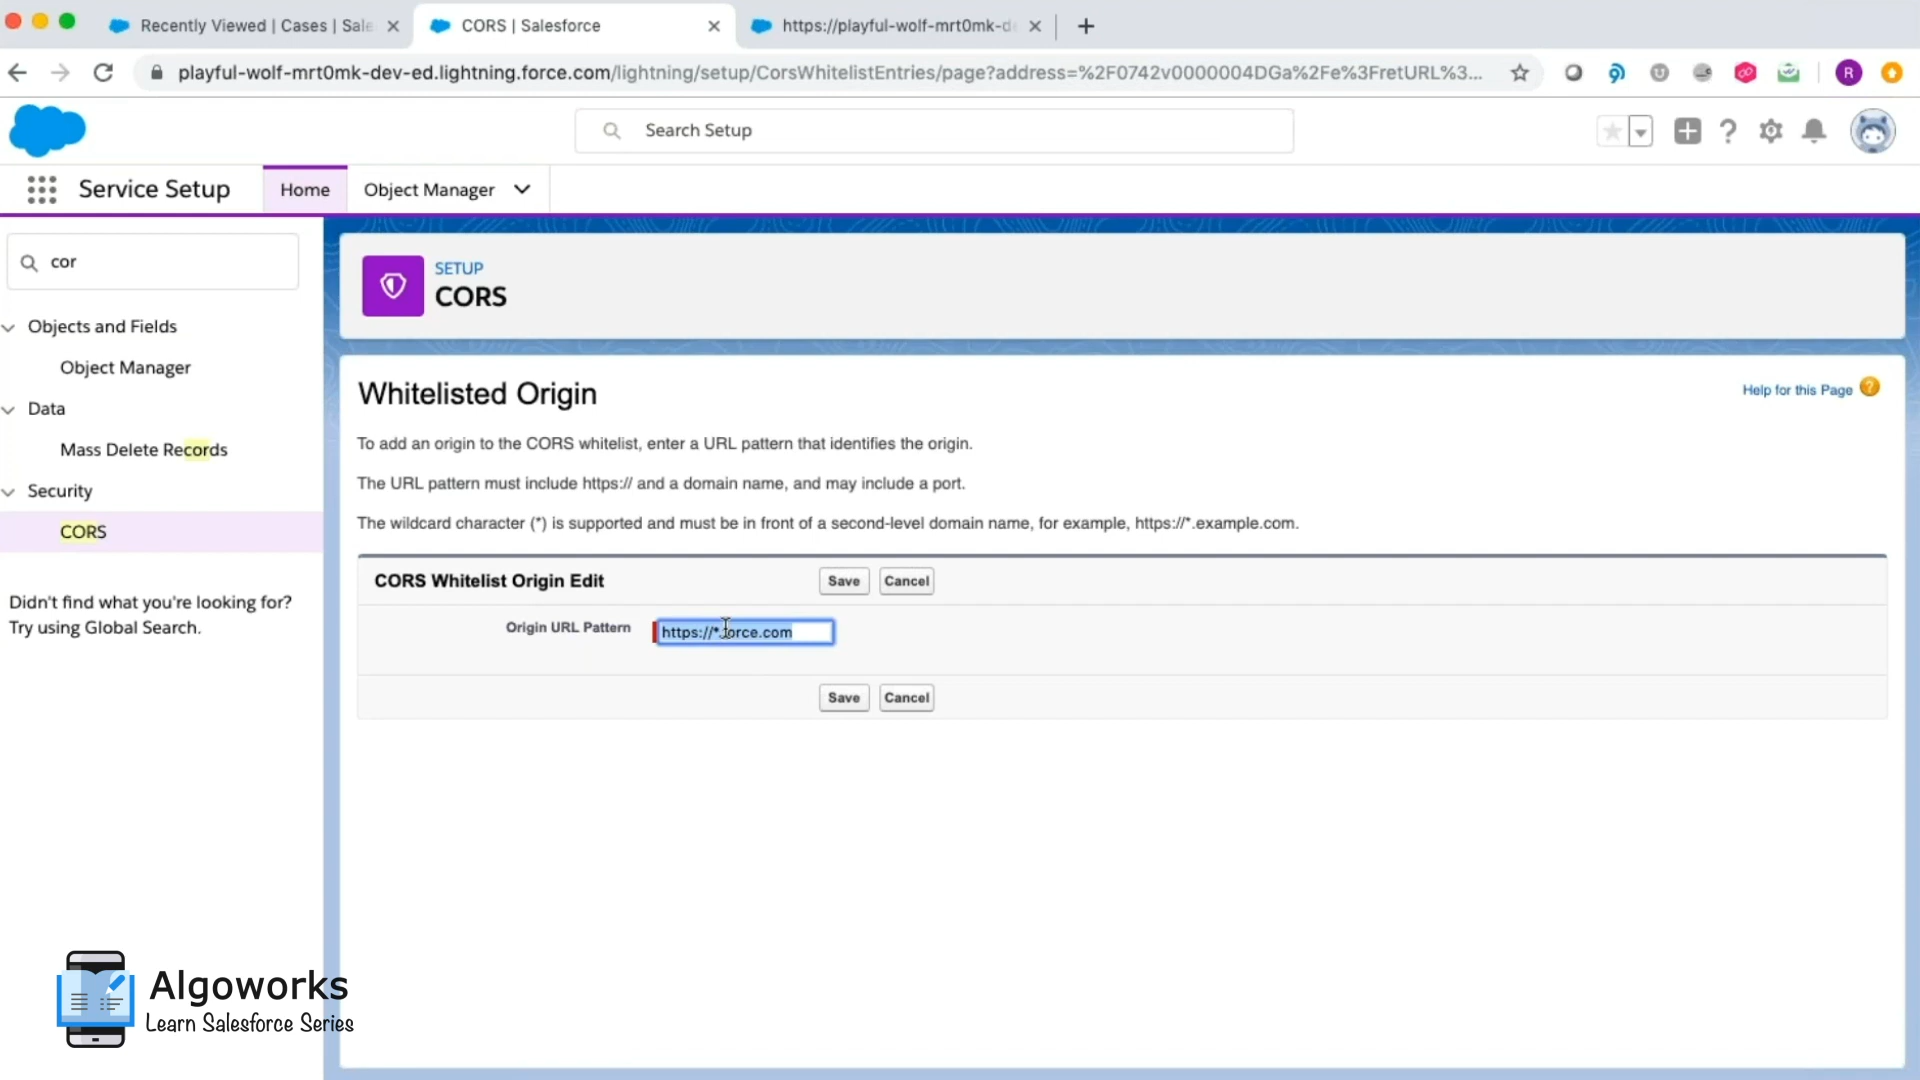 Recently Viewed | Cases | Sale
CORS | Salesforce
https://playful-wolf-mrt0mk-d
playful-wolf-mrt0mk-dev-ed.lightning.force.com/lightning/setup/CorsWhitelistEntries/page?address=%2F0742v0000004DGa%2Fe%3FretURL%3...
R
Search Setup
Service Setup
Home
Object Manager
cor
Objects and Fields
Object Manager
Data
Mass Delete Records
Security
CORS
Didn't find what you're looking for?
Try using Global Search.
SETUP
CORS
Whitelisted Origin
Help for this Page
To add an origin to the CORS whitelist, enter a URL pattern that identifies the origin.
The URL pattern must include https:// and a domain name, and may include a port.
The wildcard character (*) is supported and must be in front of a second-level domain name, for example, https://*.example.com.
CORS Whitelist Origin Edit
Save
Cancel
Origin URL Pattern
https://*.force.com
Save
Cancel
Algoworks
Learn Salesforce Series